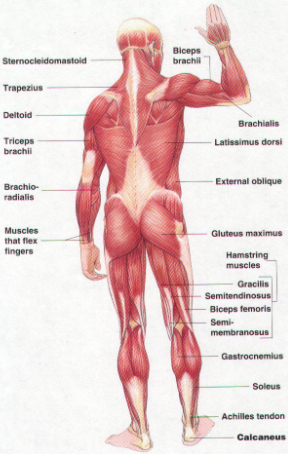 Sternocleidomastoid
Trapezius
Deltoid
Triceps
brachii
Brachio-
radialis
Muscles
that flex
fingers
Biceps
brachii
Brachialis
Latissimus dorsi
External oblique
Gluteus maximus
Hamstring
muscles
Gracilis
Semitendinosus
Biceps femoris
Semi-
membranosus
Gastrocnemius
Soleus
Achilles tendon
Calcaneus